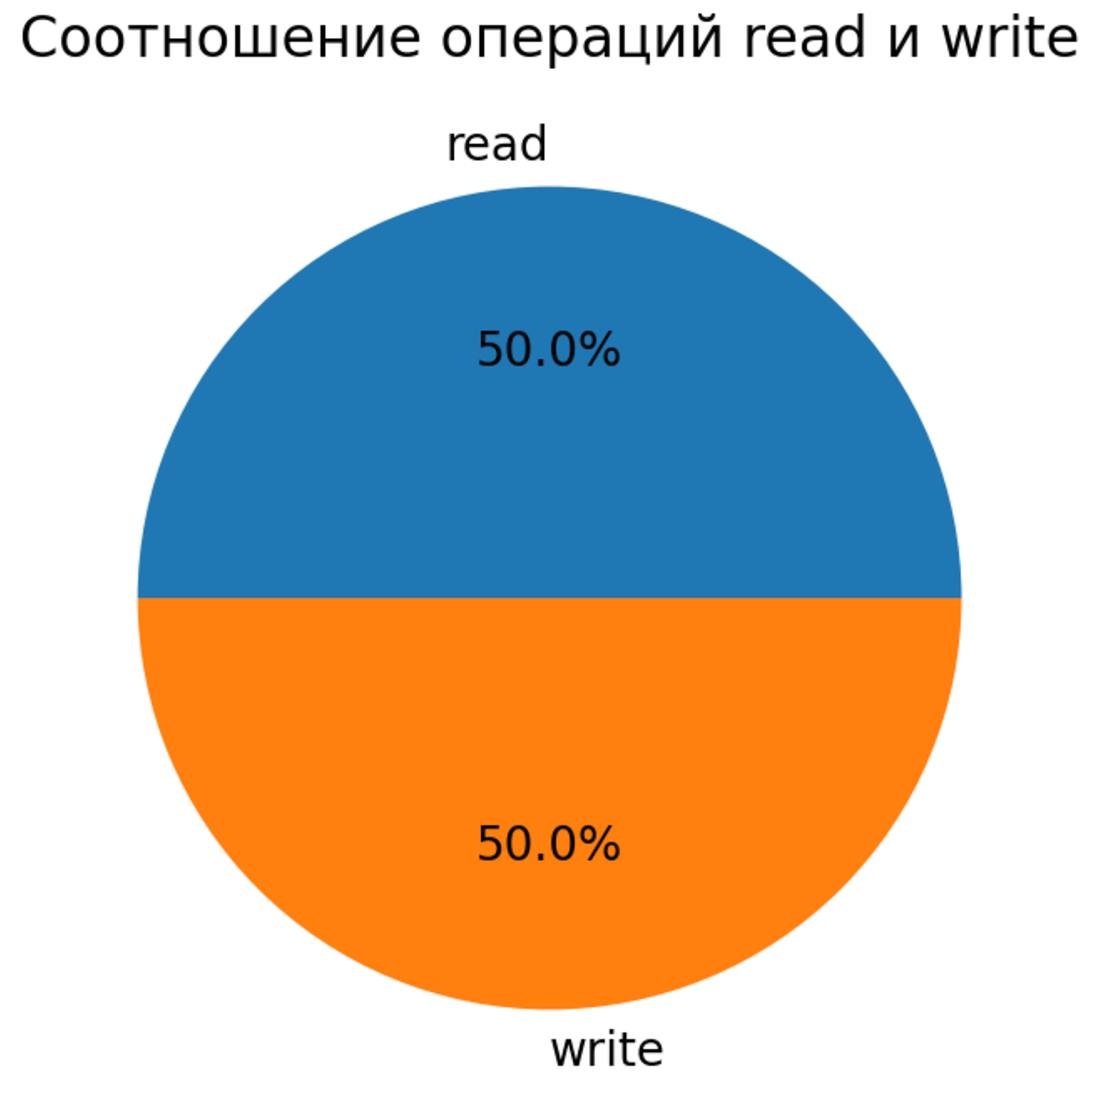 Соотношение операций read и write
read
50.0%
50.0%
write